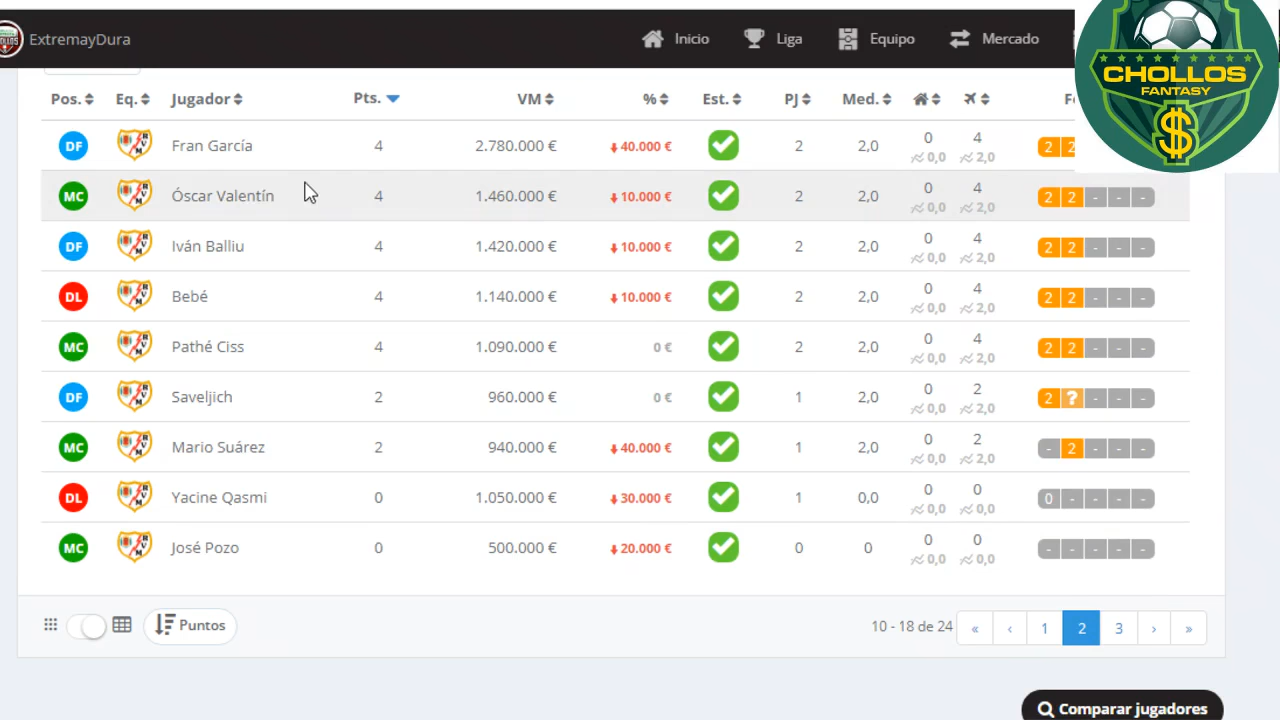 ExtremayDura Inicio Liga Equipo Mercado
CHOLLOS
FANTASY
$
Pos. Eq. Jugador Pts. VM % Est. PJ Med.
DF Fran García 4 2.780.000 € 40.000 € 2 2,0 0 4 2 2
0,0 2,0
MC Óscar Valentín 4 1.460.000 € 10.000 € 2 2,0 0 4 2 2 - - -
0,0 2,0
DF Iván Balliu 4 1.420.000 € 10.000 € 2 2,0 0 4 2 2 - - -
0,0 2,0
DL Bebé 4 1.140.000 € 10.000 € 2 2,0 0 4 2 2 - - -
0,0 2,0
MC Pathé Ciss 4 1.090.000 € 0 € 2 2,0 0 4 2 2 - - -
0,0 2,0
DF Saveljich 2 960.000 € 0 € 1 2,0 0 2 2 ? - - -
0,0 2,0
MC Mario Suárez 2 940.000 € 40.000 € 1 2,0 0 2 - 2 - - -
0,0 2,0
DL Yacine Qasmi 0 1.050.000 € 30.000 € 1 0,0 0 0 0 - - - -
0,0 0,0
MC José Pozo 0 500.000 € 20.000 € 0 0 0 0 - - - - -
0,0 0,0
Puntos 10 - 18 de 24 « ‹ 1 2 3 › »
Comparar jugadores